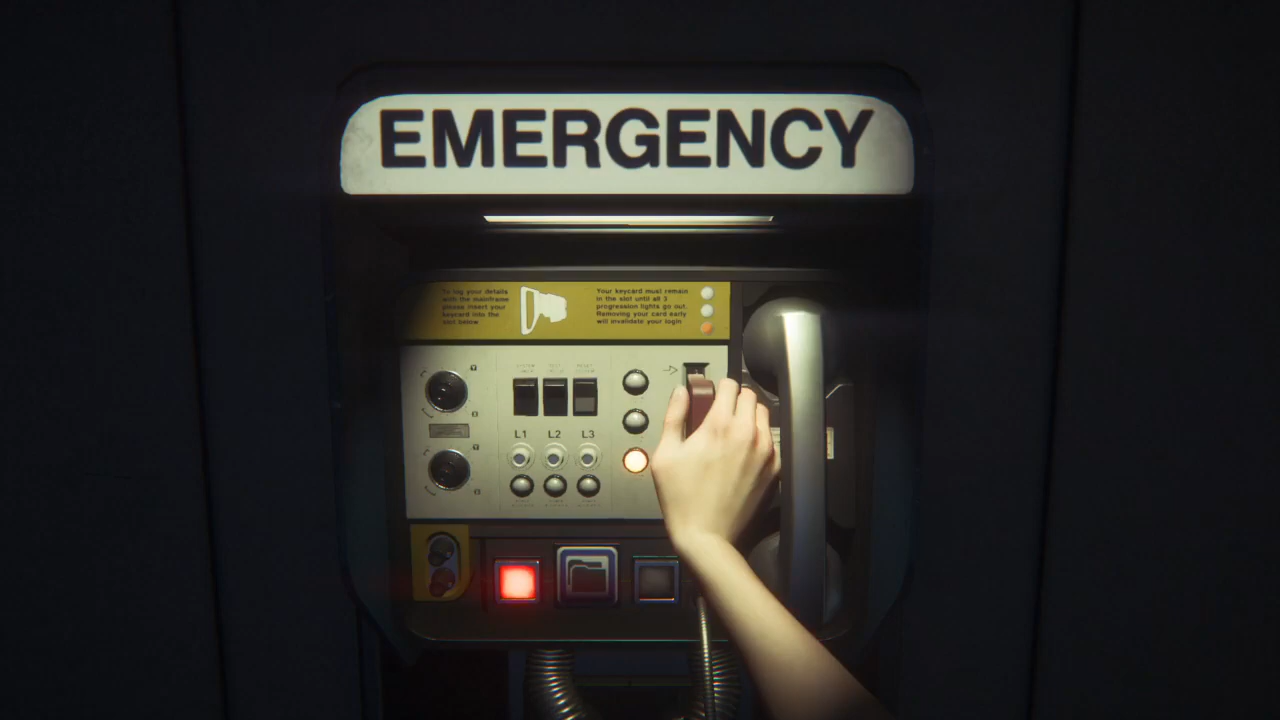 EMERGENCY
To log your details
with the mainframe
please insert your
keycard into the
slot below
Your keycard must remain
in the slot until all 3
progression lights go out.
Removing your card early
will invalidate your login
L1 L2 L3